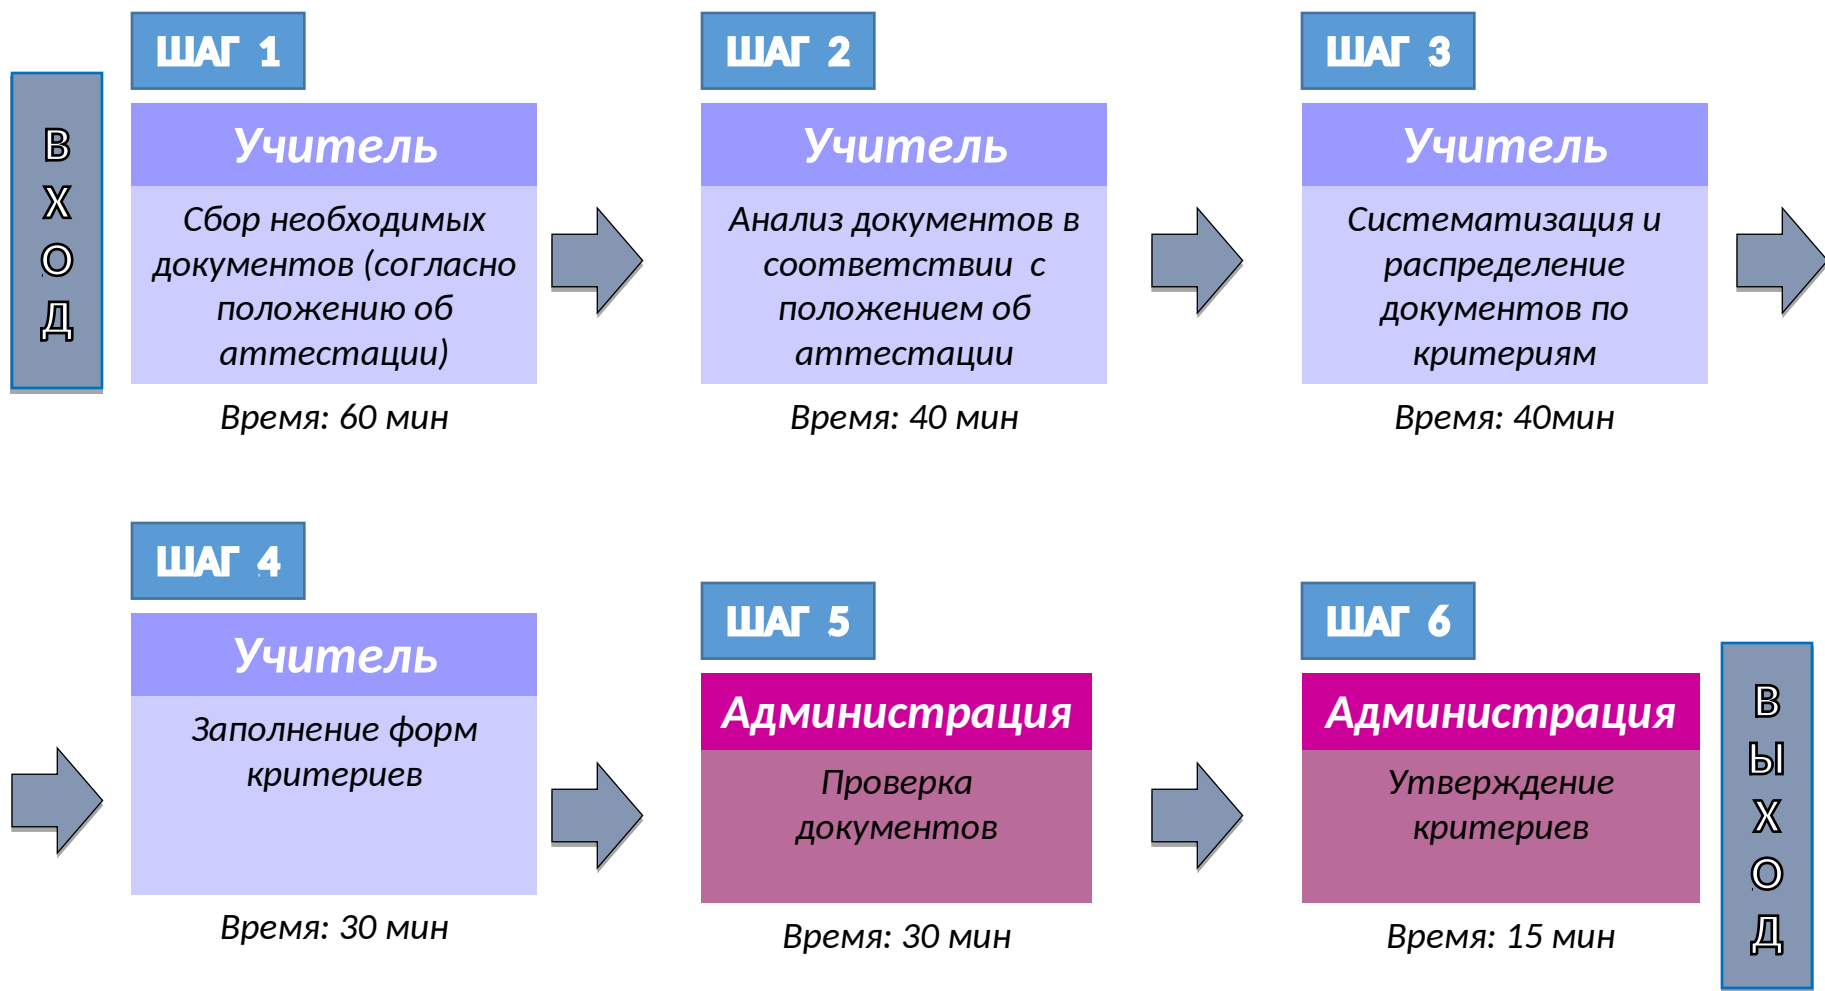 ВХОД
ШАГ 1
Учитель
Сбор необходимых
документов (согласно
положению об
аттестации)
Время: 60 мин
ШАГ 2
Учитель
Анализ документов в
соответствии с
положением об
аттестации
Время: 40 мин
ШАГ 3
Учитель
Систематизация и
распределение
документов по
критериям
Время: 40мин
ШАГ 4
Учитель
Заполнение форм
критериев
Время: 30 мин
ШАГ 5
Администрация
Проверка
документов
Время: 30 мин
ШАГ 6
Администрация
Утверждение
критериев
Время: 15 мин
ВЫХОД